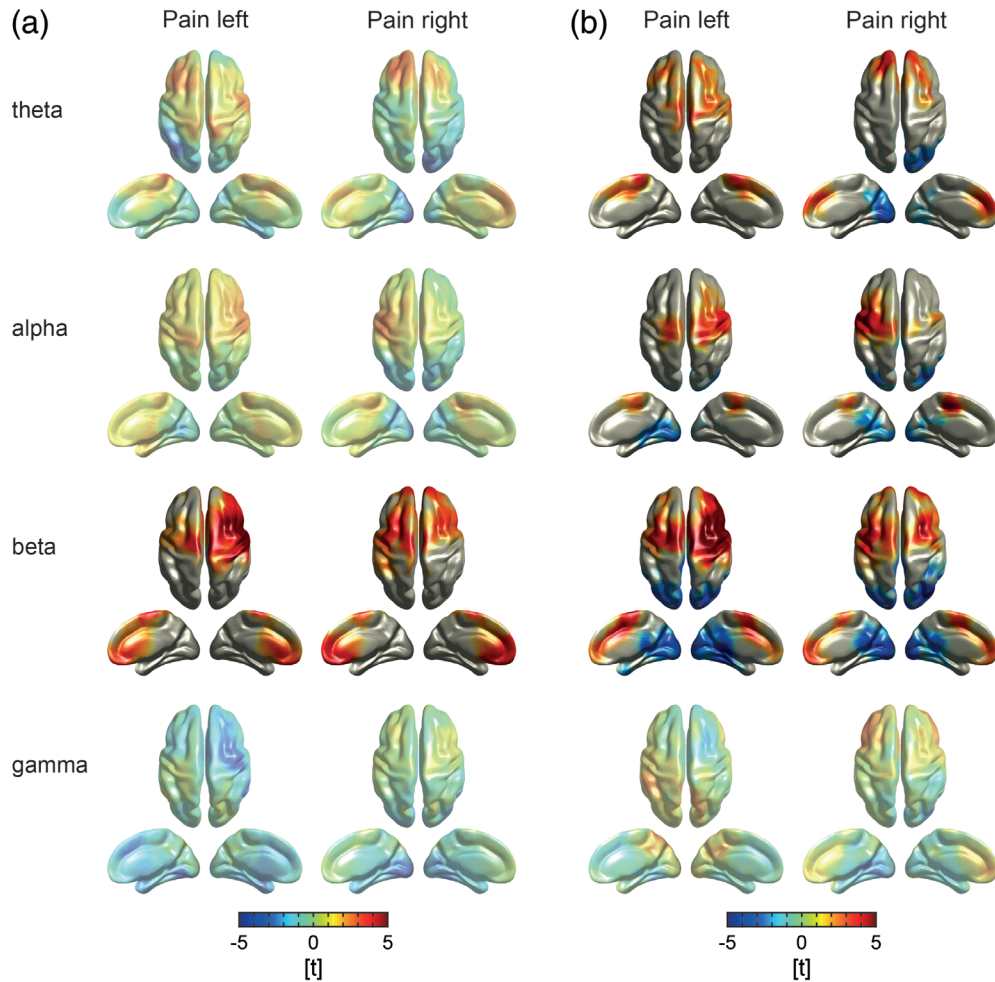 (a) Pain left Pain right (b) Pain left Pain right
theta
alpha
beta
gamma
-5 0 5 -5 0 5
[t] [t]